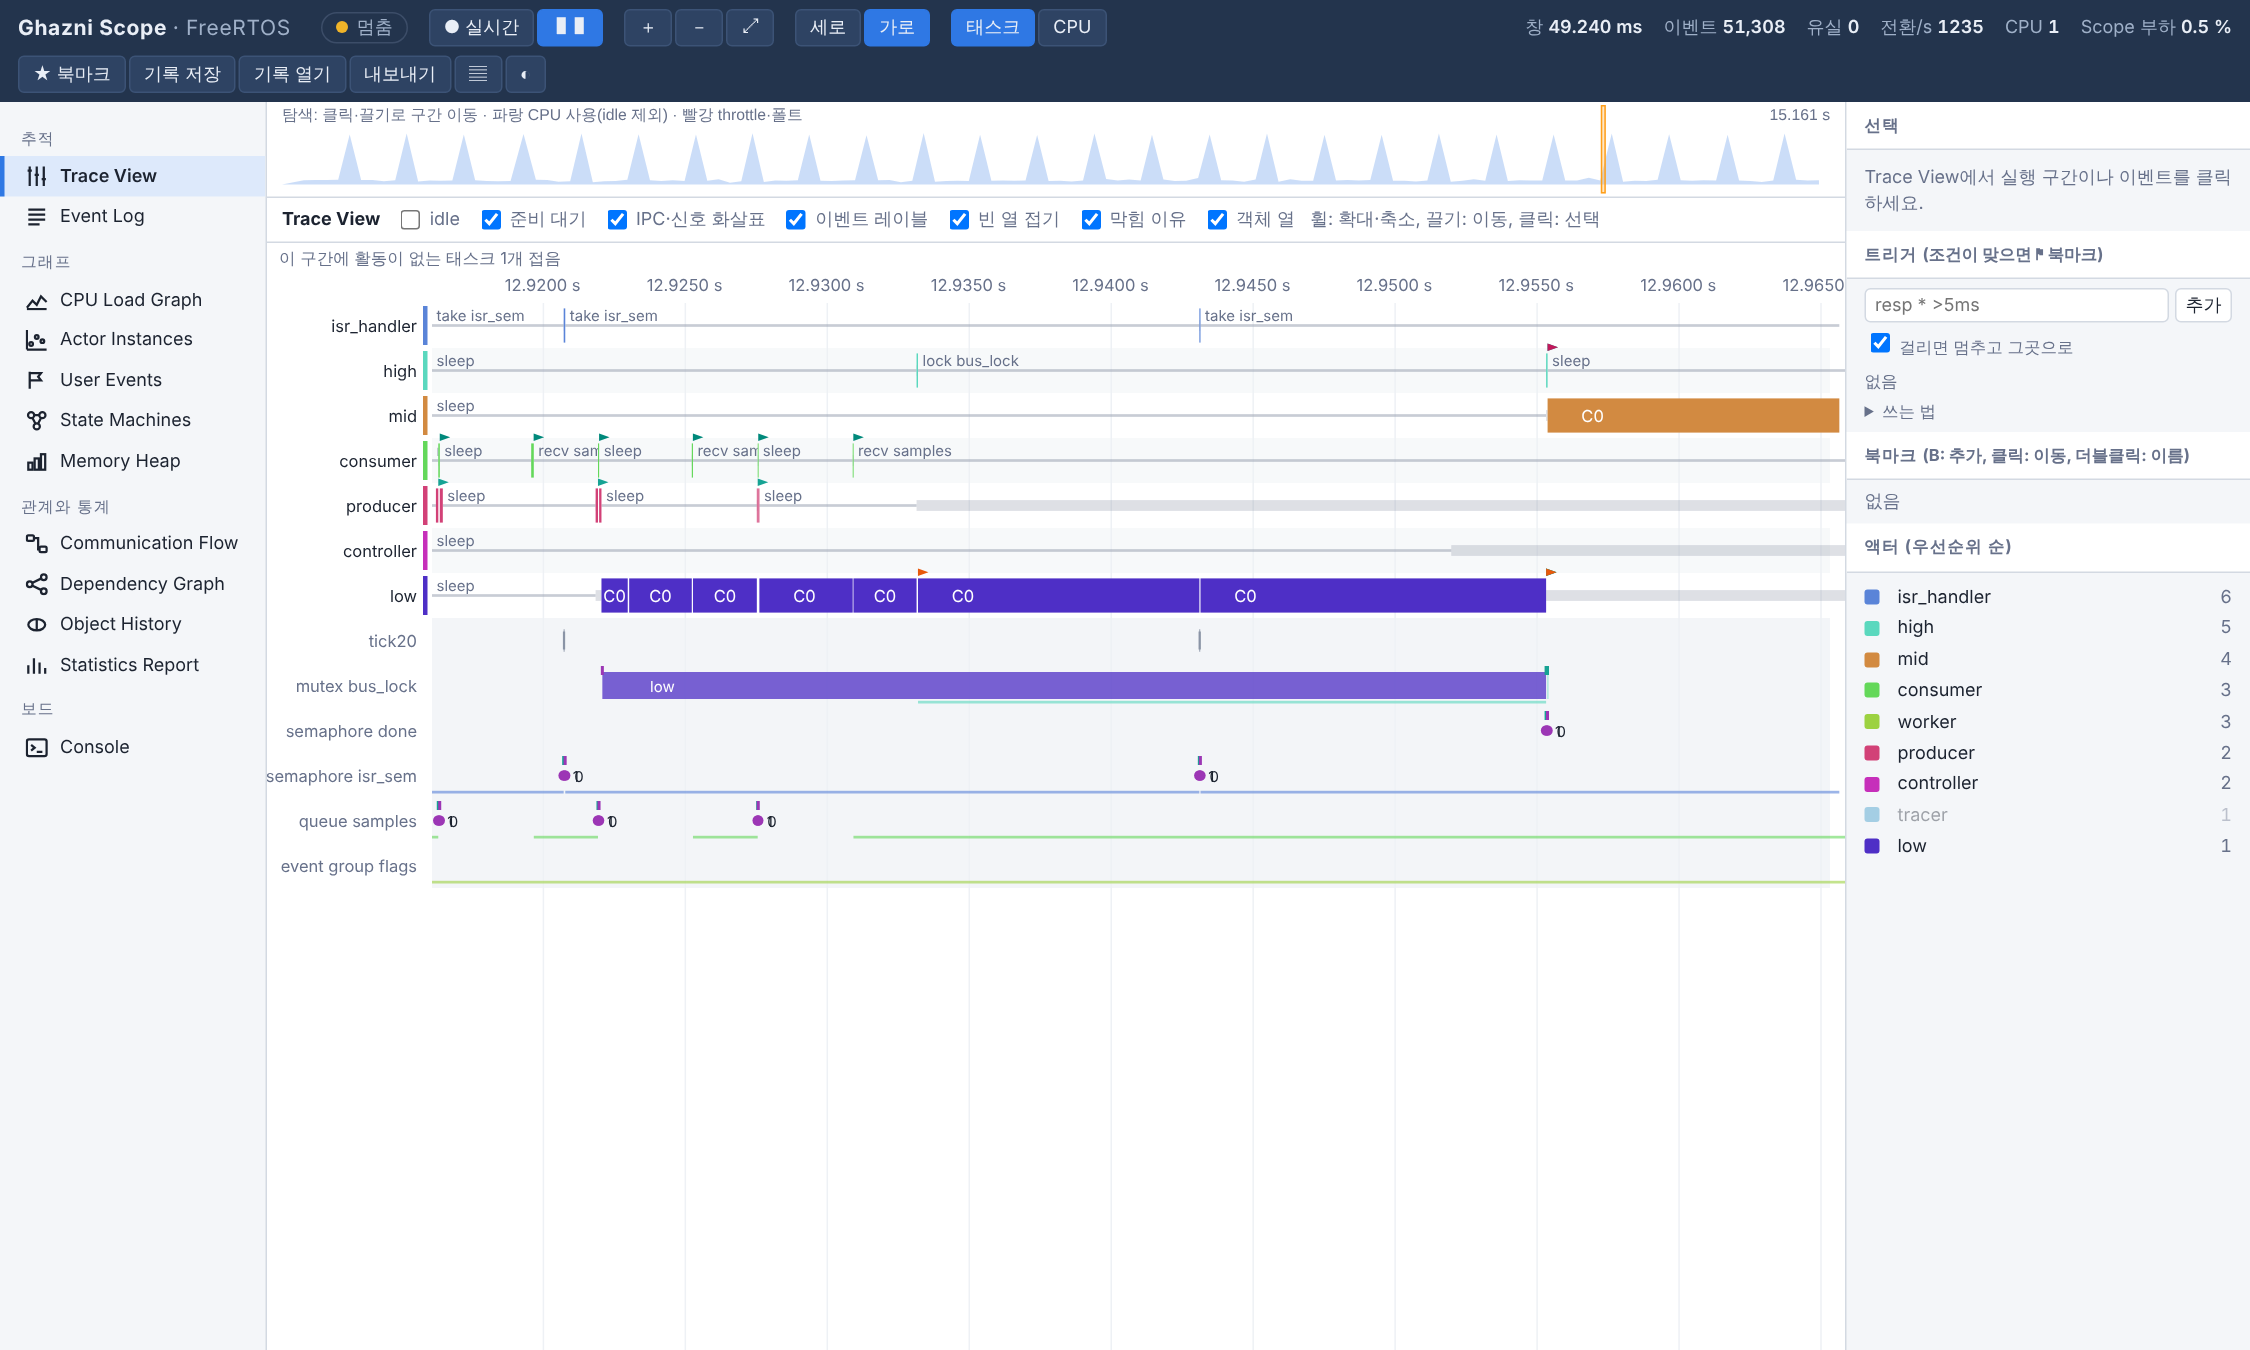 Ghazni Scope · FreeRTOS 멈춤 실시간 + − 세로 가로 태스크 CPU 창 49.240 ms 이벤트 51,308 유실 0 전환/s 1235 CPU 1 Scope 부하 0.5 %
★ 북마크 기록 저장 기록 열기 내보내기
추적
Trace View
Event Log
그래프
CPU Load Graph
Actor Instances
User Events
State Machines
Memory Heap
관계와 통계
Communication Flow
Dependency Graph
Object History
Statistics Report
보드
Console
탐색: 클릭·끌기로 구간 이동 · 파랑 CPU 사용(idle 제외) · 빨강 throttle·폴트 15.161 s
Trace View idle 준비 대기 IPC·신호 화살표 이벤트 레이블 빈 열 접기 막힘 이유 객체 열 휠: 확대·축소, 끌기: 이동, 클릭: 선택
이 구간에 활동이 없는 태스크 1개 접음
12.9200 s 12.9250 s 12.9300 s 12.9350 s 12.9400 s 12.9450 s 12.9500 s 12.9550 s 12.9600 s 12.9650
isr_handler take isr_sem take isr_sem take isr_sem
high sleep lock bus_lock sleep
mid sleep C0
consumer sleep recv sam sleep recv sam sleep recv samples
producer sleep sleep sleep
controller sleep
low sleep C0 C0 C0 C0 C0 C0 C0
tick20
mutex bus_lock low
semaphore done
semaphore isr_sem
queue samples
event group flags
선택
Trace View에서 실행 구간이나 이벤트를 클릭
하세요.
트리거 (조건이 맞으면 ⚑ 북마크)
resp * >5ms 추가
걸리면 멈추고 그곳으로
없음
▶ 쓰는 법
북마크 (B: 추가, 클릭: 이동, 더블클릭: 이름)
없음
액터 (우선순위 순)
isr_handler 6
high 5
mid 4
consumer 3
worker 3
producer 2
controller 2
tracer 1
low 1